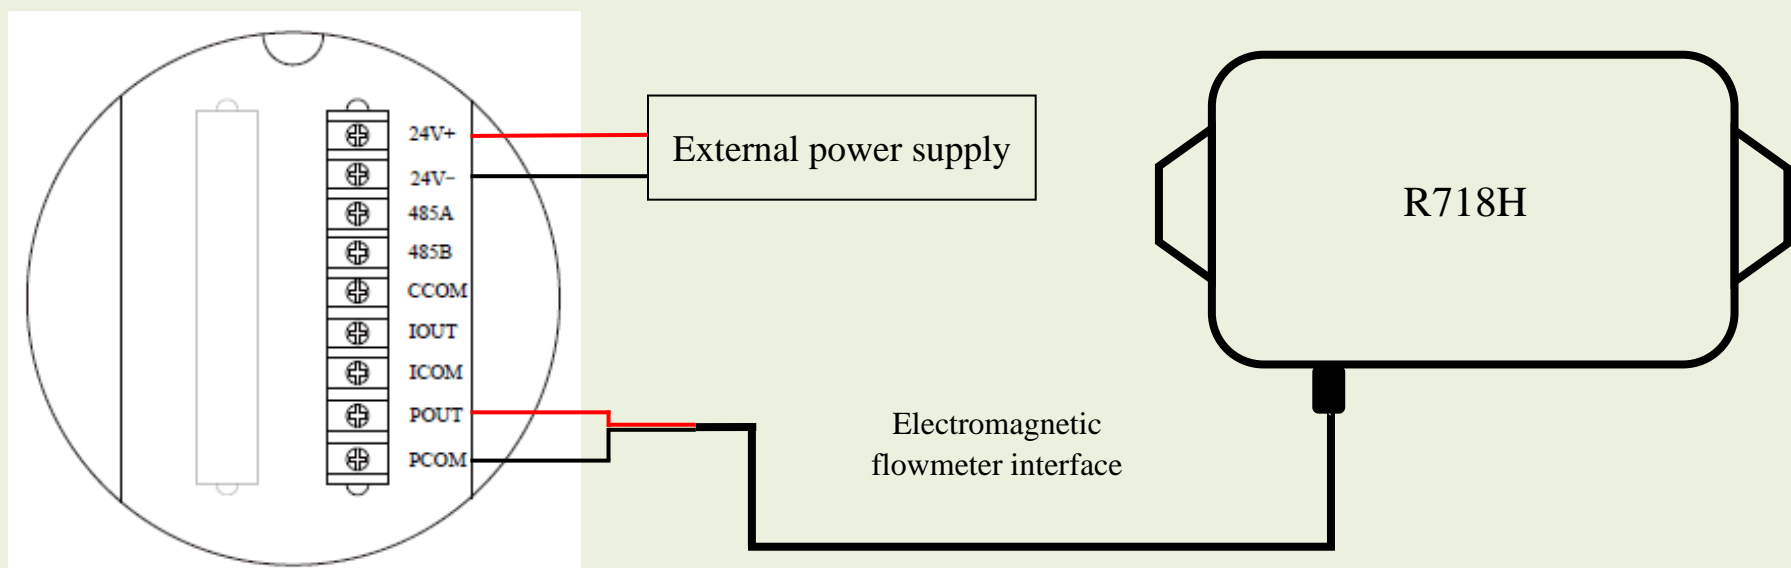 24V+
24V−
485A
485B
CCOM
IOUT
ICOM
POUT
PCOM
External power supply
Electromagnetic
flowmeter interface
R718H